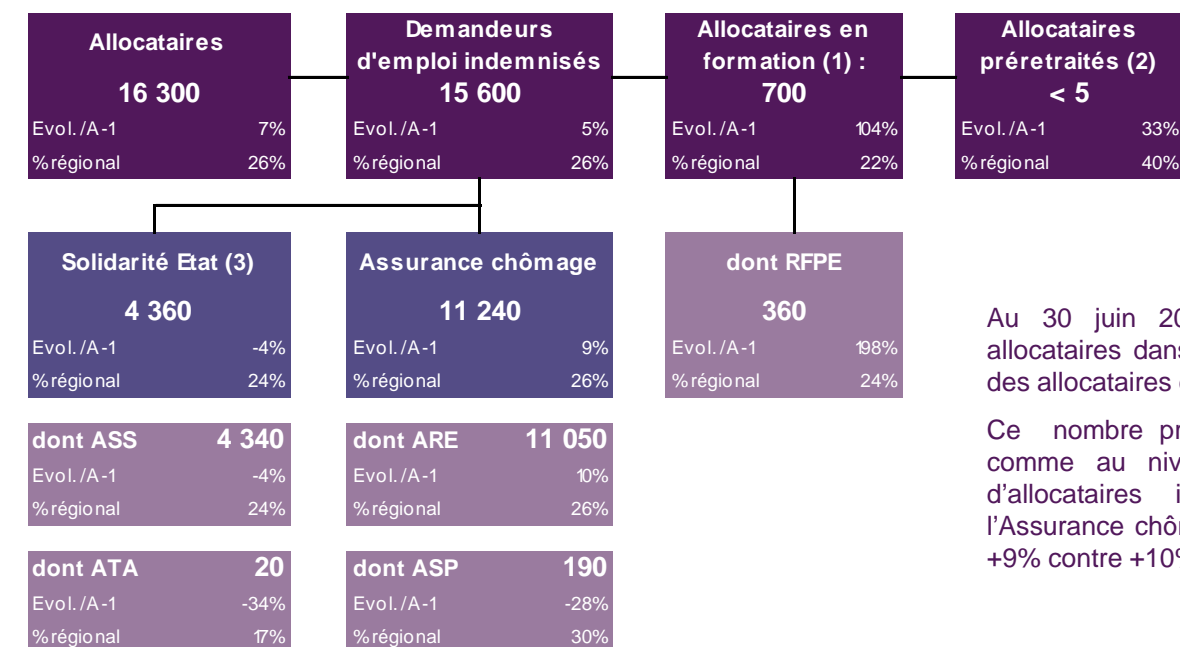 Allocataires
16 300
Evol./A-1 7%
% régional 26%
Demandeurs
d'emploi indemnisés
15 600
Evol./A-1 5%
% régional 26%
Allocataires en
formation (1) :
700
Evol./A-1 104%
% régional 22%
Allocataires
préretraités (2)
< 5
Evol./A-1 33%
% régional 40%
Solidarité Etat (3)
4 360
Evol./A-1 -4%
% régional 24%
Assurance chômage
11 240
Evol./A-1 9%
% régional 26%
dont RFPE
360
Evol./A-1 198%
% régional 24%
dont ASS 4 340
Evol./A-1 -4%
% régional 24%
dont ARE 11 050
Evol./A-1 10%
% régional 26%
dont ATA 20
Evol./A-1 -34%
% régional 17%
dont ASP 190
Evol./A-1 -28%
% régional 30%
Au 30 juin 20
allocataires dans
des allocataires
Ce nombre pr
comme au niv
d'allocataires i
l'Assurance chô
+9% contre +10